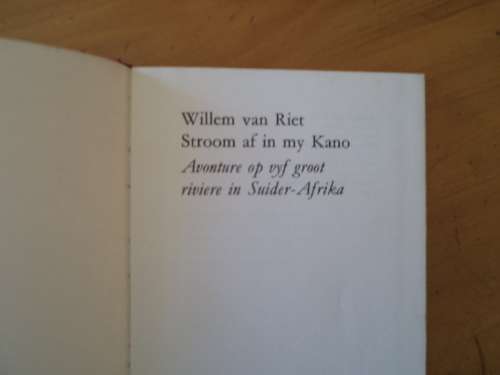 Willem van Riet
Stroom af in my Kano
Avonture op vyf groot
riviere in Suider-Afrika